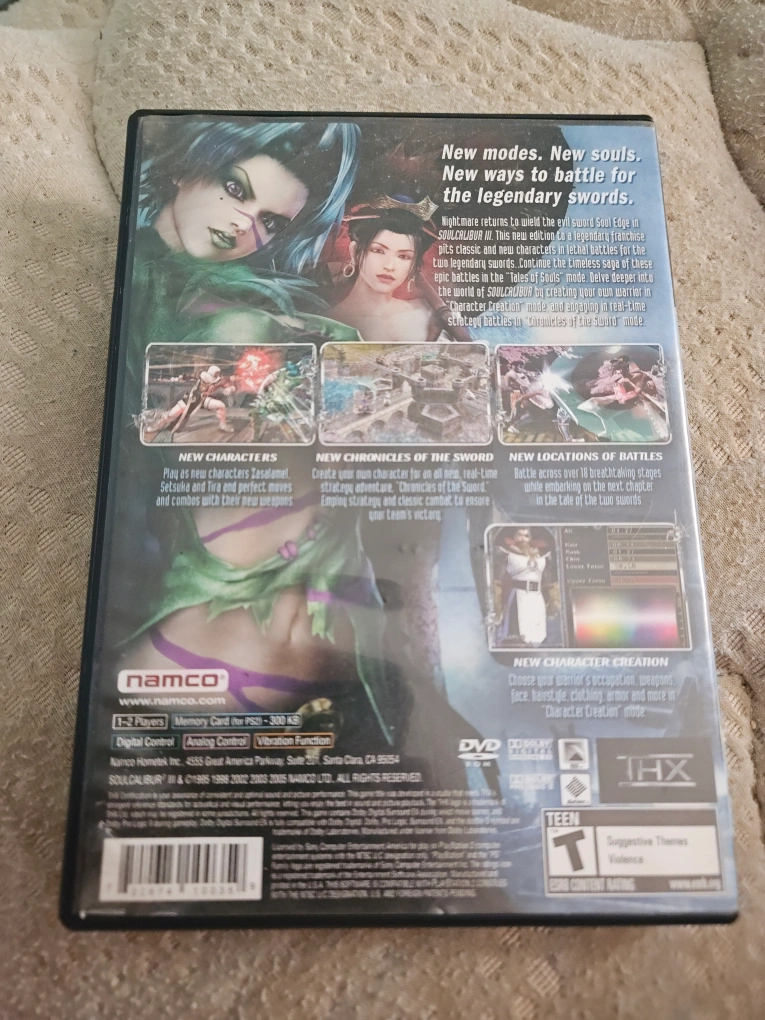 New modes. New souls.
New ways to battle for
the legendary swords.
Nightmare returns to wield the evil sword Soul Edge in
SOULCALIBUR III. This new edition to a legendary franchise
pits classic and new characters in lethal battles for the
two legendary swords. Continue the timeless saga of these
epic battles in the "Tales of Souls" mode. Delve deeper into
the world of SOULCALIBUR by creating your own warrior in
"Character Creation" mode, and engaging in real-time
strategy battles in "Chronicles of the Sword" mode.
NEW CHARACTERS
Play as new characters Zasalamel,
Setsuka and Tira and perfect moves
and combos with their new weapons
NEW CHRONICLES OF THE SWORD
Create your own character for an all new, real-time
strategy adventure, "Chronicles of the Sword."
Employ strategy and classic combat to ensure
your team's victory.
NEW LOCATIONS OF BATTLES
Battle across over 18 breathtaking stages
while embarking on the next chapter
in the tale of the two swords
NEW CHARACTER CREATION
Choose your warrior's occupation, weapons,
face, hairstyle, clothing, armor and more in
"Character Creation" mode
namco®
www.namco.com
1-2 Players Memory Card (for PS2) - 300 KB
Digital Control Analog Control Vibration Function
Namco Hometek Inc., 4555 Great America Parkway, Suite 201, Santa Clara, CA 95054
SOULCALIBUR® III & ©1995 1998 2002 2003 2005 NAMCO LTD., ALL RIGHTS RESERVED.
DVD
ROM
DOLBY
DIGITAL
THX
TEEN
T
Suggestive Themes
Violence
ESRB CONTENT RATING www.esrb.org